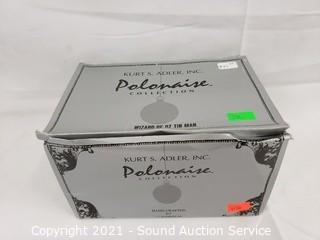 KURT S. ADLER, INC.
Polonaise
COLLECTION
WIZARD OF OZ TIN MAN
KURT S. ADLER, INC.
Polonaise
COLLECTION
HANDCRAFTED
Copyright 2021 - Sound Auction Service